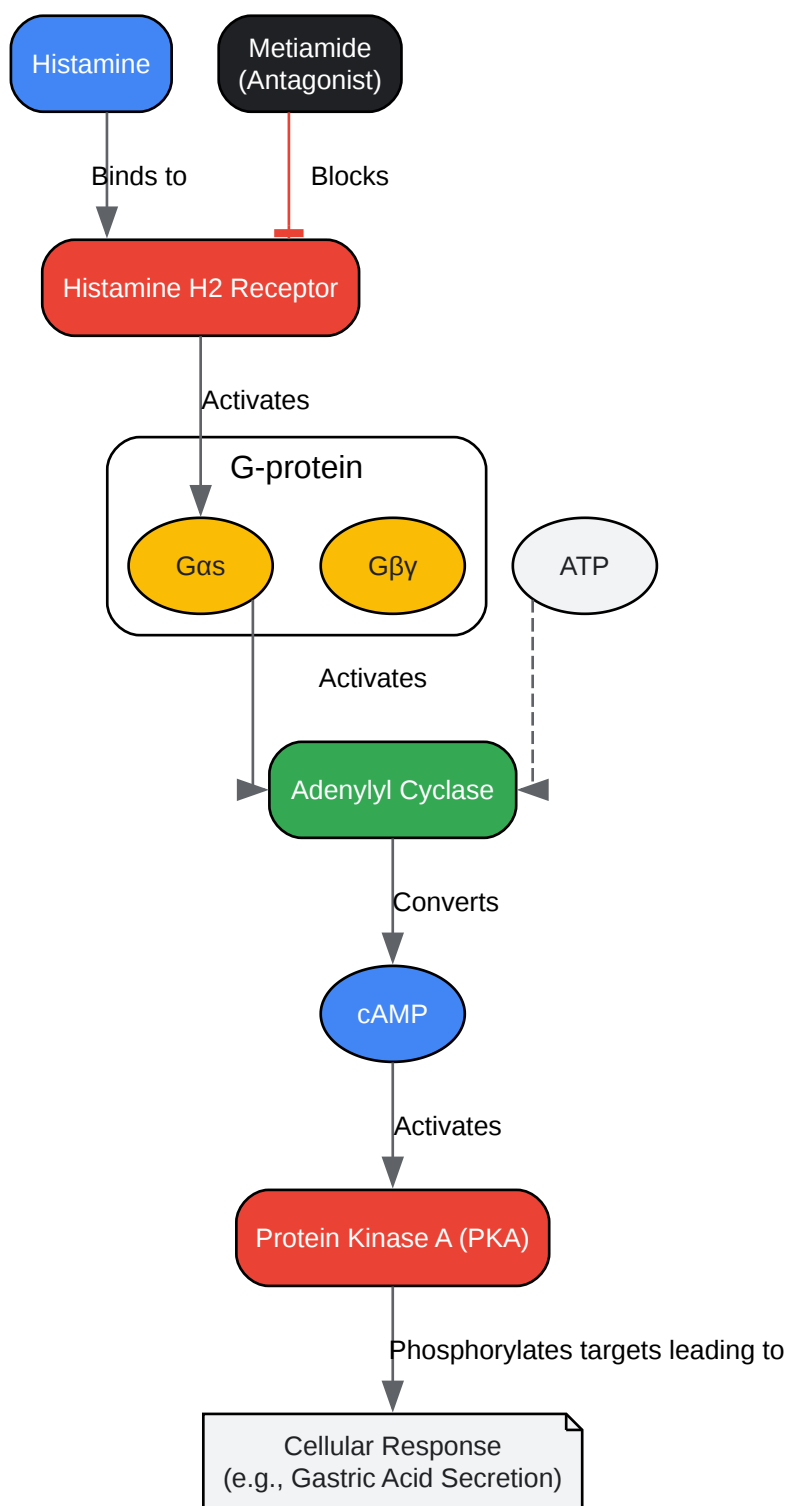 Histamine
Metiamide
(Antagonist)
Binds to
Blocks
Histamine H2 Receptor
Activates
G-protein
Gαs
Gβγ
ATP
Activates
Adenylyl Cyclase
Converts
cAMP
Activates
Protein Kinase A (PKA)
Phosphorylates targets leading to
Cellular Response
(e.g., Gastric Acid Secretion)